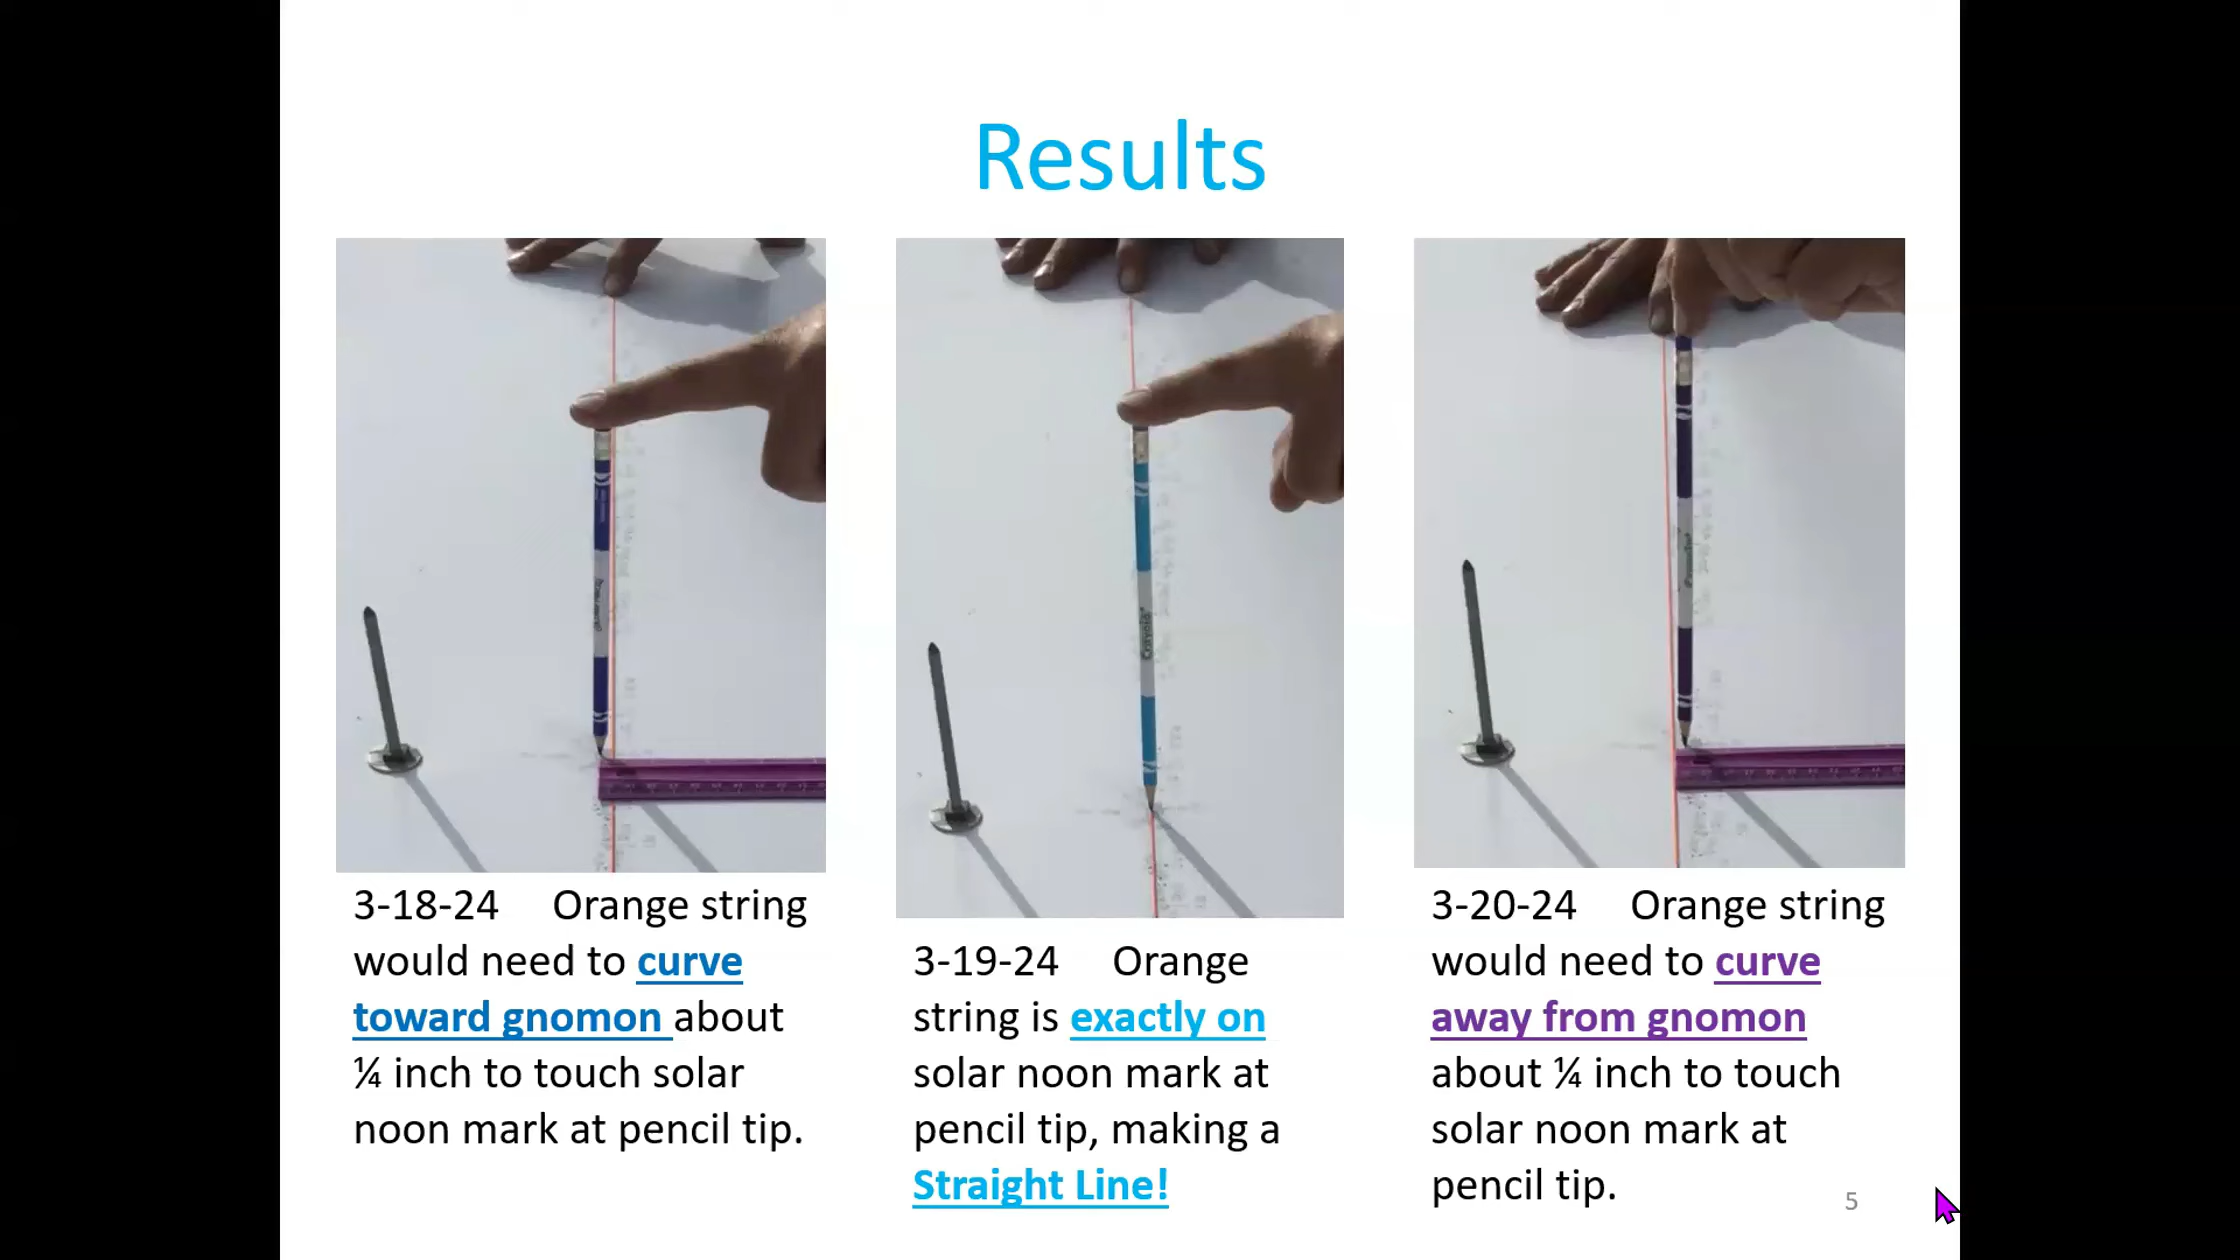 Results
3-18-24 Orange string
would need to curve
toward gnomon about
¼ inch to touch solar
noon mark at pencil tip.
3-19-24 Orange
string is exactly on
solar noon mark at
pencil tip, making a
Straight Line!
3-20-24 Orange string
would need to curve
away from gnomon
about ¼ inch to touch
solar noon mark at
pencil tip.
5